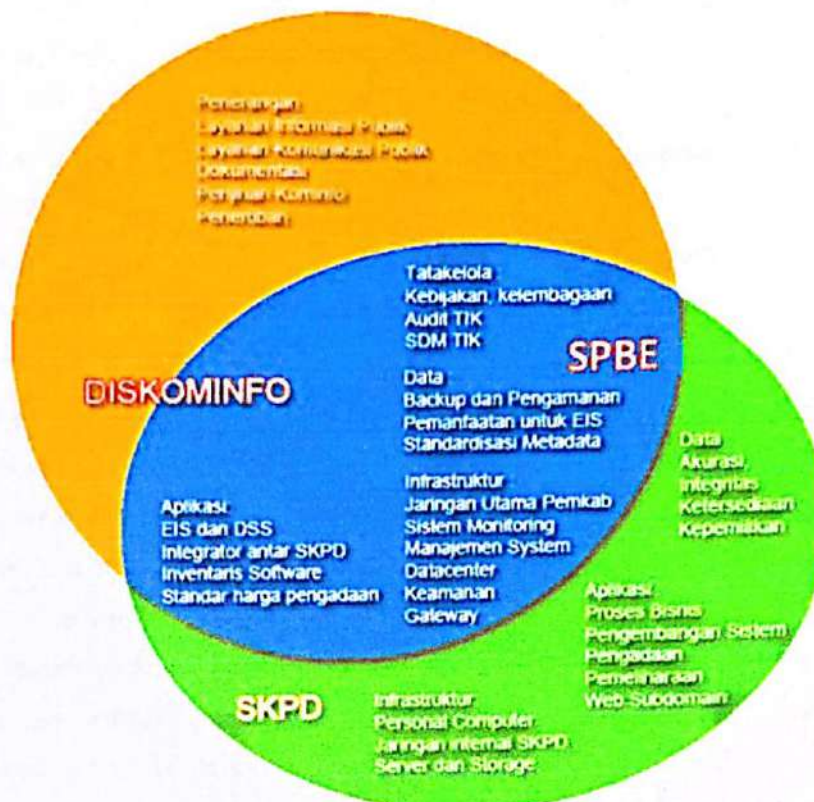 Penerangan
Layanan Informasi Publik
Layanan Komunikasi Publik
Dokumentasi
Perijinan Kominfo
Penerbitan
Tatakelola
Kebijakan, kelembagaan
Audit TIK
SDM TIK
SPBE
DISKOMINFO
Data
Backup dan Pengamanan
Pemanfaatan untuk EIS
Standardisasi Metadata
Data
Akurasi,
Integritas
Ketersediaan
Kepemilikan
Infrastruktur
Jaringan Utama Pemkab
Sistem Monitoring
Manajemen System
Datacenter
Keamanan
Gateway
Aplikasi:
EIS dan DSS
Integrator antar SKPD
Inventaris Software
Standar harga pengadaan
Aplikasi:
Proses Bisnis
Pengembangan Sistem
Pengadaan
Pemeliharaan
Web Subdomain
SKPD
Infrastruktur
Personal Computer
Jaringan internal SKPD
Server dan Storage